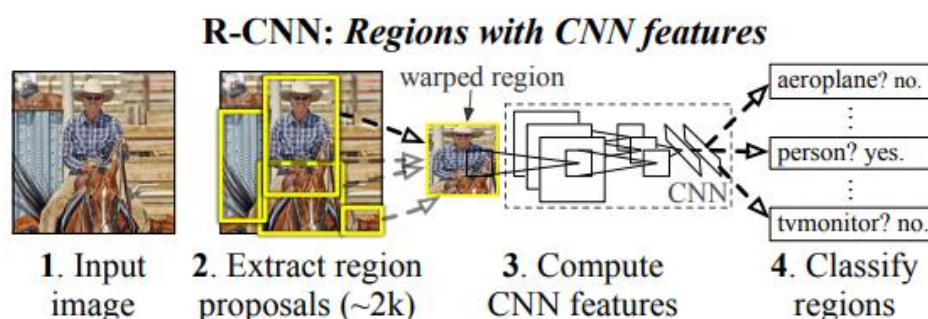 R-CNN: Regions with CNN features
warped region
aeroplane? no.
⋮
person? yes.
⋮
tvmonitor? no.
CNN
1. Input
image
2. Extract region
proposals (~2k)
3. Compute
CNN features
4. Classify
regions